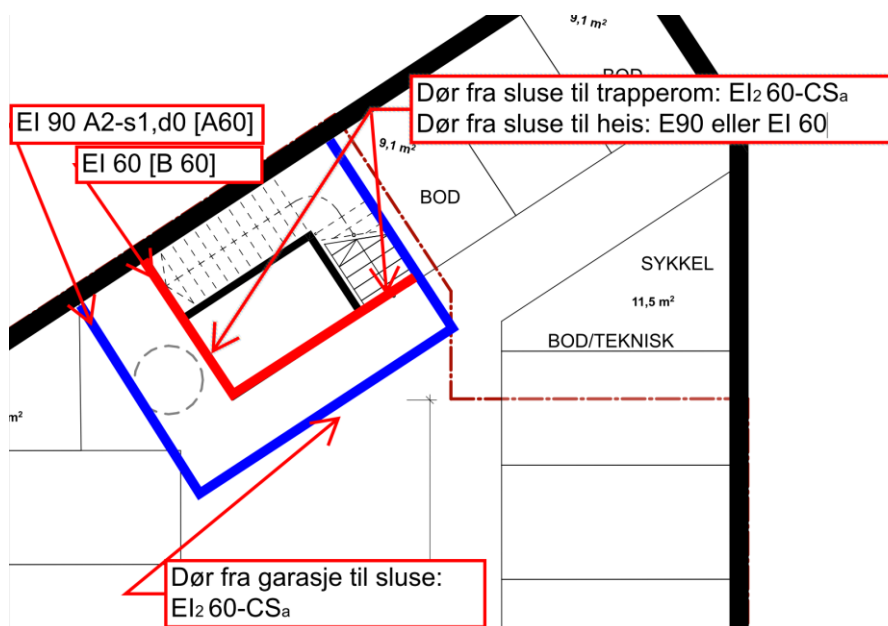 9,1 m²
BOD
Dør fra sluse til trapperom: EI₂ 60-CSₐ
Dør fra sluse til heis: E90 eller EI 60
EI 90 A2-s1,d0 [A60]
EI 60 [B 60]
9,1 m²
BOD
SYKKEL
11,5 m²
BOD/TEKNISK
m²
Dør fra garasje til sluse:
EI₂ 60-CSₐ